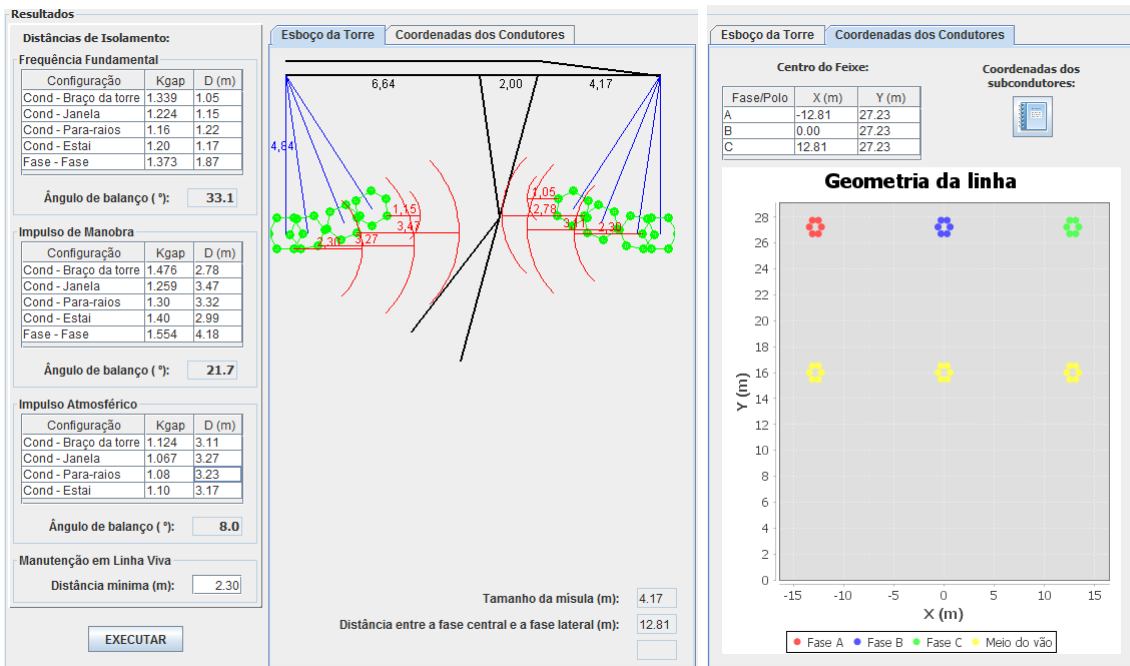 Resultados
Distâncias de Isolamento:
Frequência Fundamental
Configuração Kgap D (m)
Cond - Braço da torre 1.339 1.05
Cond - Janela 1.224 1.15
Cond - Para-raios 1.16 1.22
Cond - Estai 1.20 1.17
Fase - Fase 1.373 1.87
Ângulo de balanço ( º): 33.1
Impulso de Manobra
Configuração Kgap D (m)
Cond - Braço da torre 1.476 2.78
Cond - Janela 1.259 3.47
Cond - Para-raios 1.30 3.32
Cond - Estai 1.40 2.99
Fase - Fase 1.554 4.18
Ângulo de balanço ( º): 21.7
Impulso Atmosférico
Configuração Kgap D (m)
Cond - Braço da torre 1.124 3.11
Cond - Janela 1.067 3.27
Cond - Para-raios 1.08 3.23
Cond - Estai 1.10 3.17
Ângulo de balanço ( º): 8.0
Manutenção em Linha Viva
Distância mínima (m): 2.30
EXECUTAR
Esboço da Torre Coordenadas dos Condutores
6,64 2,00 4,17
4,84
1,05
1,15 2,78
3,47 3,11 2,30
2,30 3,27
Tamanho da mísula (m): 4.17
Distância entre a fase central e a fase lateral (m): 12.81
Esboço da Torre Coordenadas dos Condutores
Centro do Feixe:
Fase/Polo X (m) Y (m)
A -12.81 27.23
B 0.00 27.23
C 12.81 27.23
Coordenadas dos
subcondutores:
Geometria da linha
28
26
24
22
20
18
16
14
12
10
8
6
4
2
0
Y (m)
-15 -10 -5 0 5 10 15
X (m)
Fase A Fase B Fase C Meio do vão